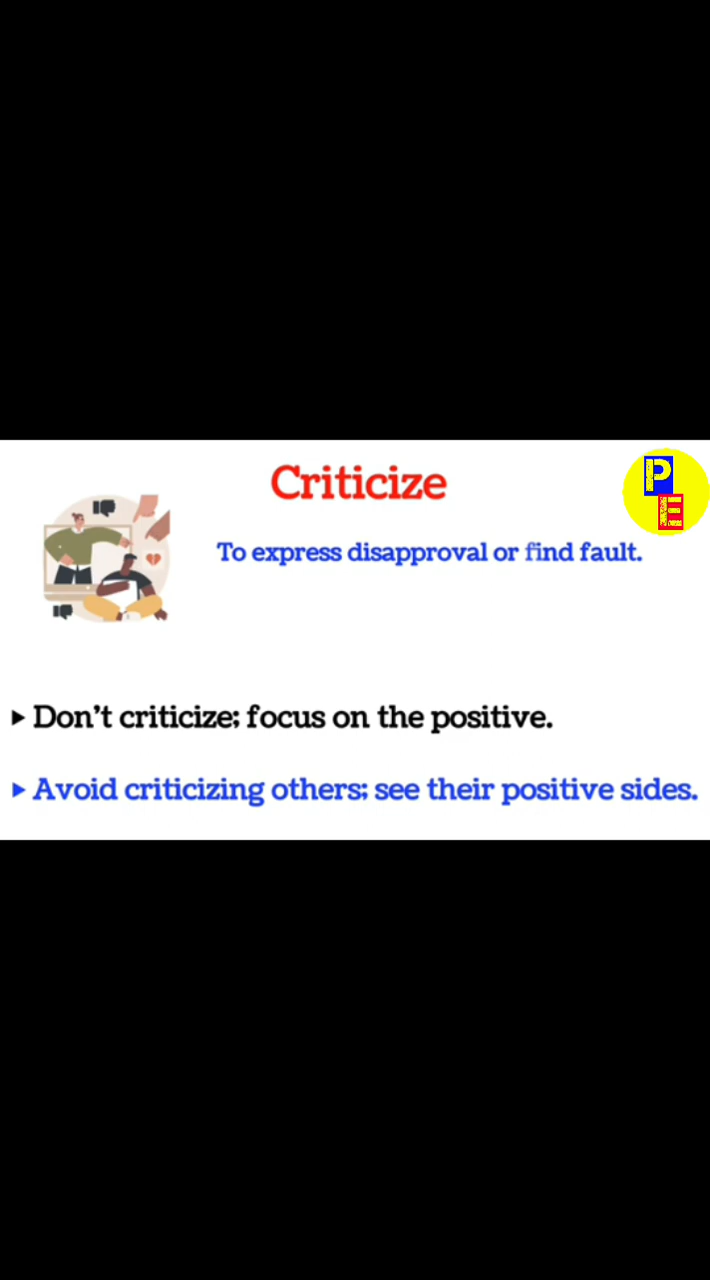 Criticize
P
E
To express disapproval or find fault.
▸ Don't criticize; focus on the positive.
▸ Avoid criticizing others; see their positive sides.